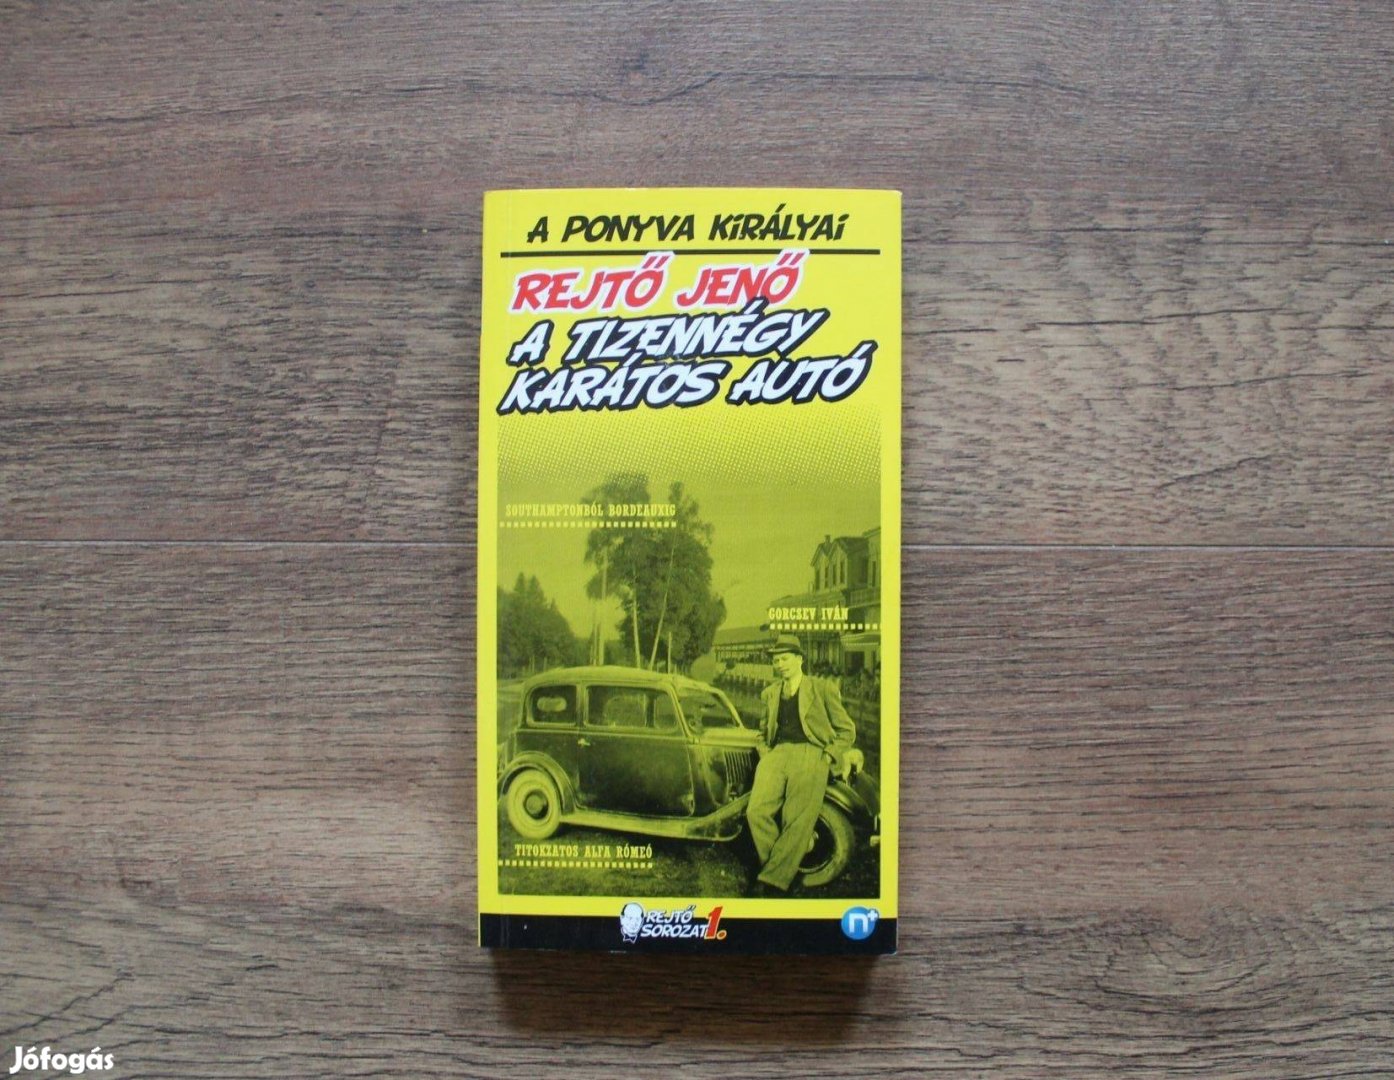 A PONYVA KIRÁLYAI
REJTŐ JENŐ
A TIZENNÉGY
KARÁTOS AUTÓ
SOUTHAMPTONBÓL BORDEAUXIG
GORCSEV IVÁN
TITOKZATOS ALFA RÓMEÓ
REJTŐ
SOROZAT 1.
n+
Jófogás